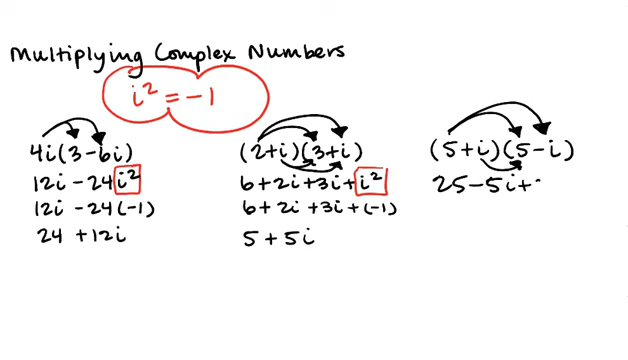 Multiplying Complex Numbers
i² = -1
4i(3-6i)
12i - 24i²
12i - 24(-1)
24 + 12i
(2+i)(3+i)
6+2i+3i+i²
6+2i+3i+(-1)
5+5i
(5+i)(5-i)
25-5i+